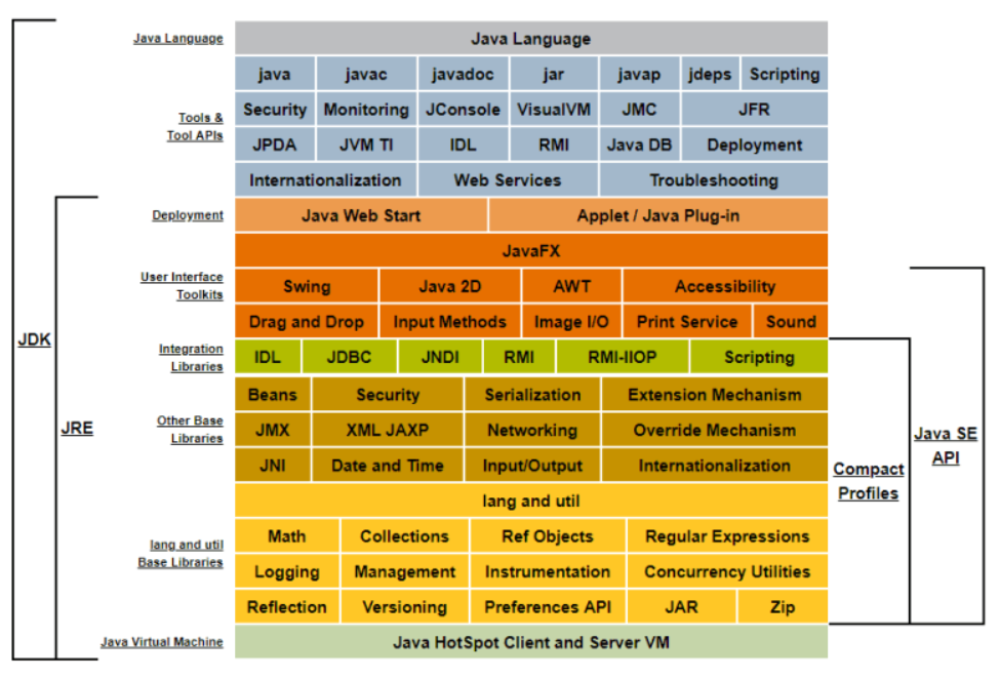 Java Language Java Language
java javac javadoc jar javap jdeps Scripting
Security Monitoring JConsole VisualVM JMC JFR
Tools &
Tool APIs
JPDA JVM TI IDL RMI Java DB Deployment
Internationalization Web Services Troubleshooting
Deployment Java Web Start Applet / Java Plug-in
JavaFX
User Interface
Toolkits
Swing Java 2D AWT Accessibility
Drag and Drop Input Methods Image I/O Print Service Sound
JDK
Integration
Libraries
IDL JDBC JNDI RMI RMI-IIOP Scripting
Beans Security Serialization Extension Mechanism
JRE
Other Base
Libraries
JMX XML JAXP Networking Override Mechanism
Java SE
API
JNI Date and Time Input/Output Internationalization
Compact
Profiles
lang and util
Math Collections Ref Objects Regular Expressions
lang and util
Base Libraries
Logging Management Instrumentation Concurrency Utilities
Reflection Versioning Preferences API JAR Zip
Java Virtual Machine Java HotSpot Client and Server VM